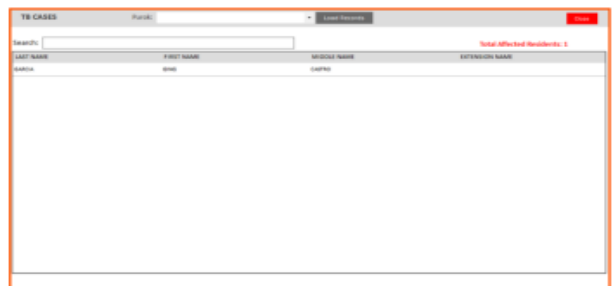 TB CASES Purok: Load Records Close
Search: Total Affected Residents: 1
LAST NAME FIRST NAME MIDDLE NAME EXTENSION NAME
GARCIA CASTRO